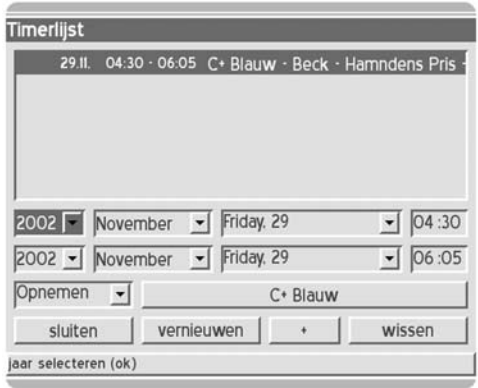 Timerlijst
29.11. 04:30 - 06:05 C+ Blauw - Beck - Hamndens Pris -
2002 November Friday. 29 04:30
2002 November Friday. 29 06:05
Opnemen C+ Blauw
sluiten vernieuwen + wissen
jaar selecteren (ok)